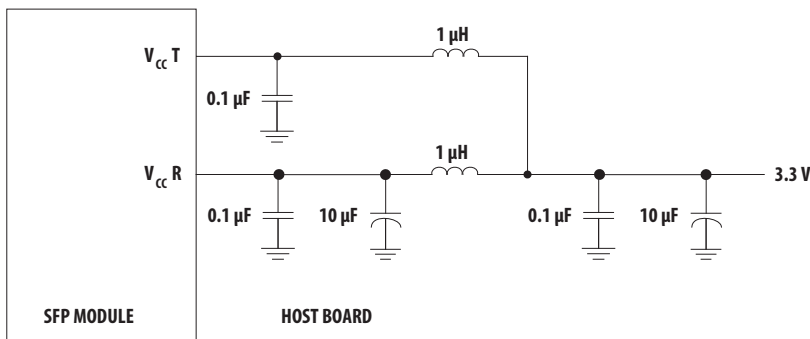 1 µH
V_CC T
0.1 µF
1 µH
V_CC R
3.3 V
0.1 µF
10 µF
0.1 µF
10 µF
SFP MODULE
HOST BOARD